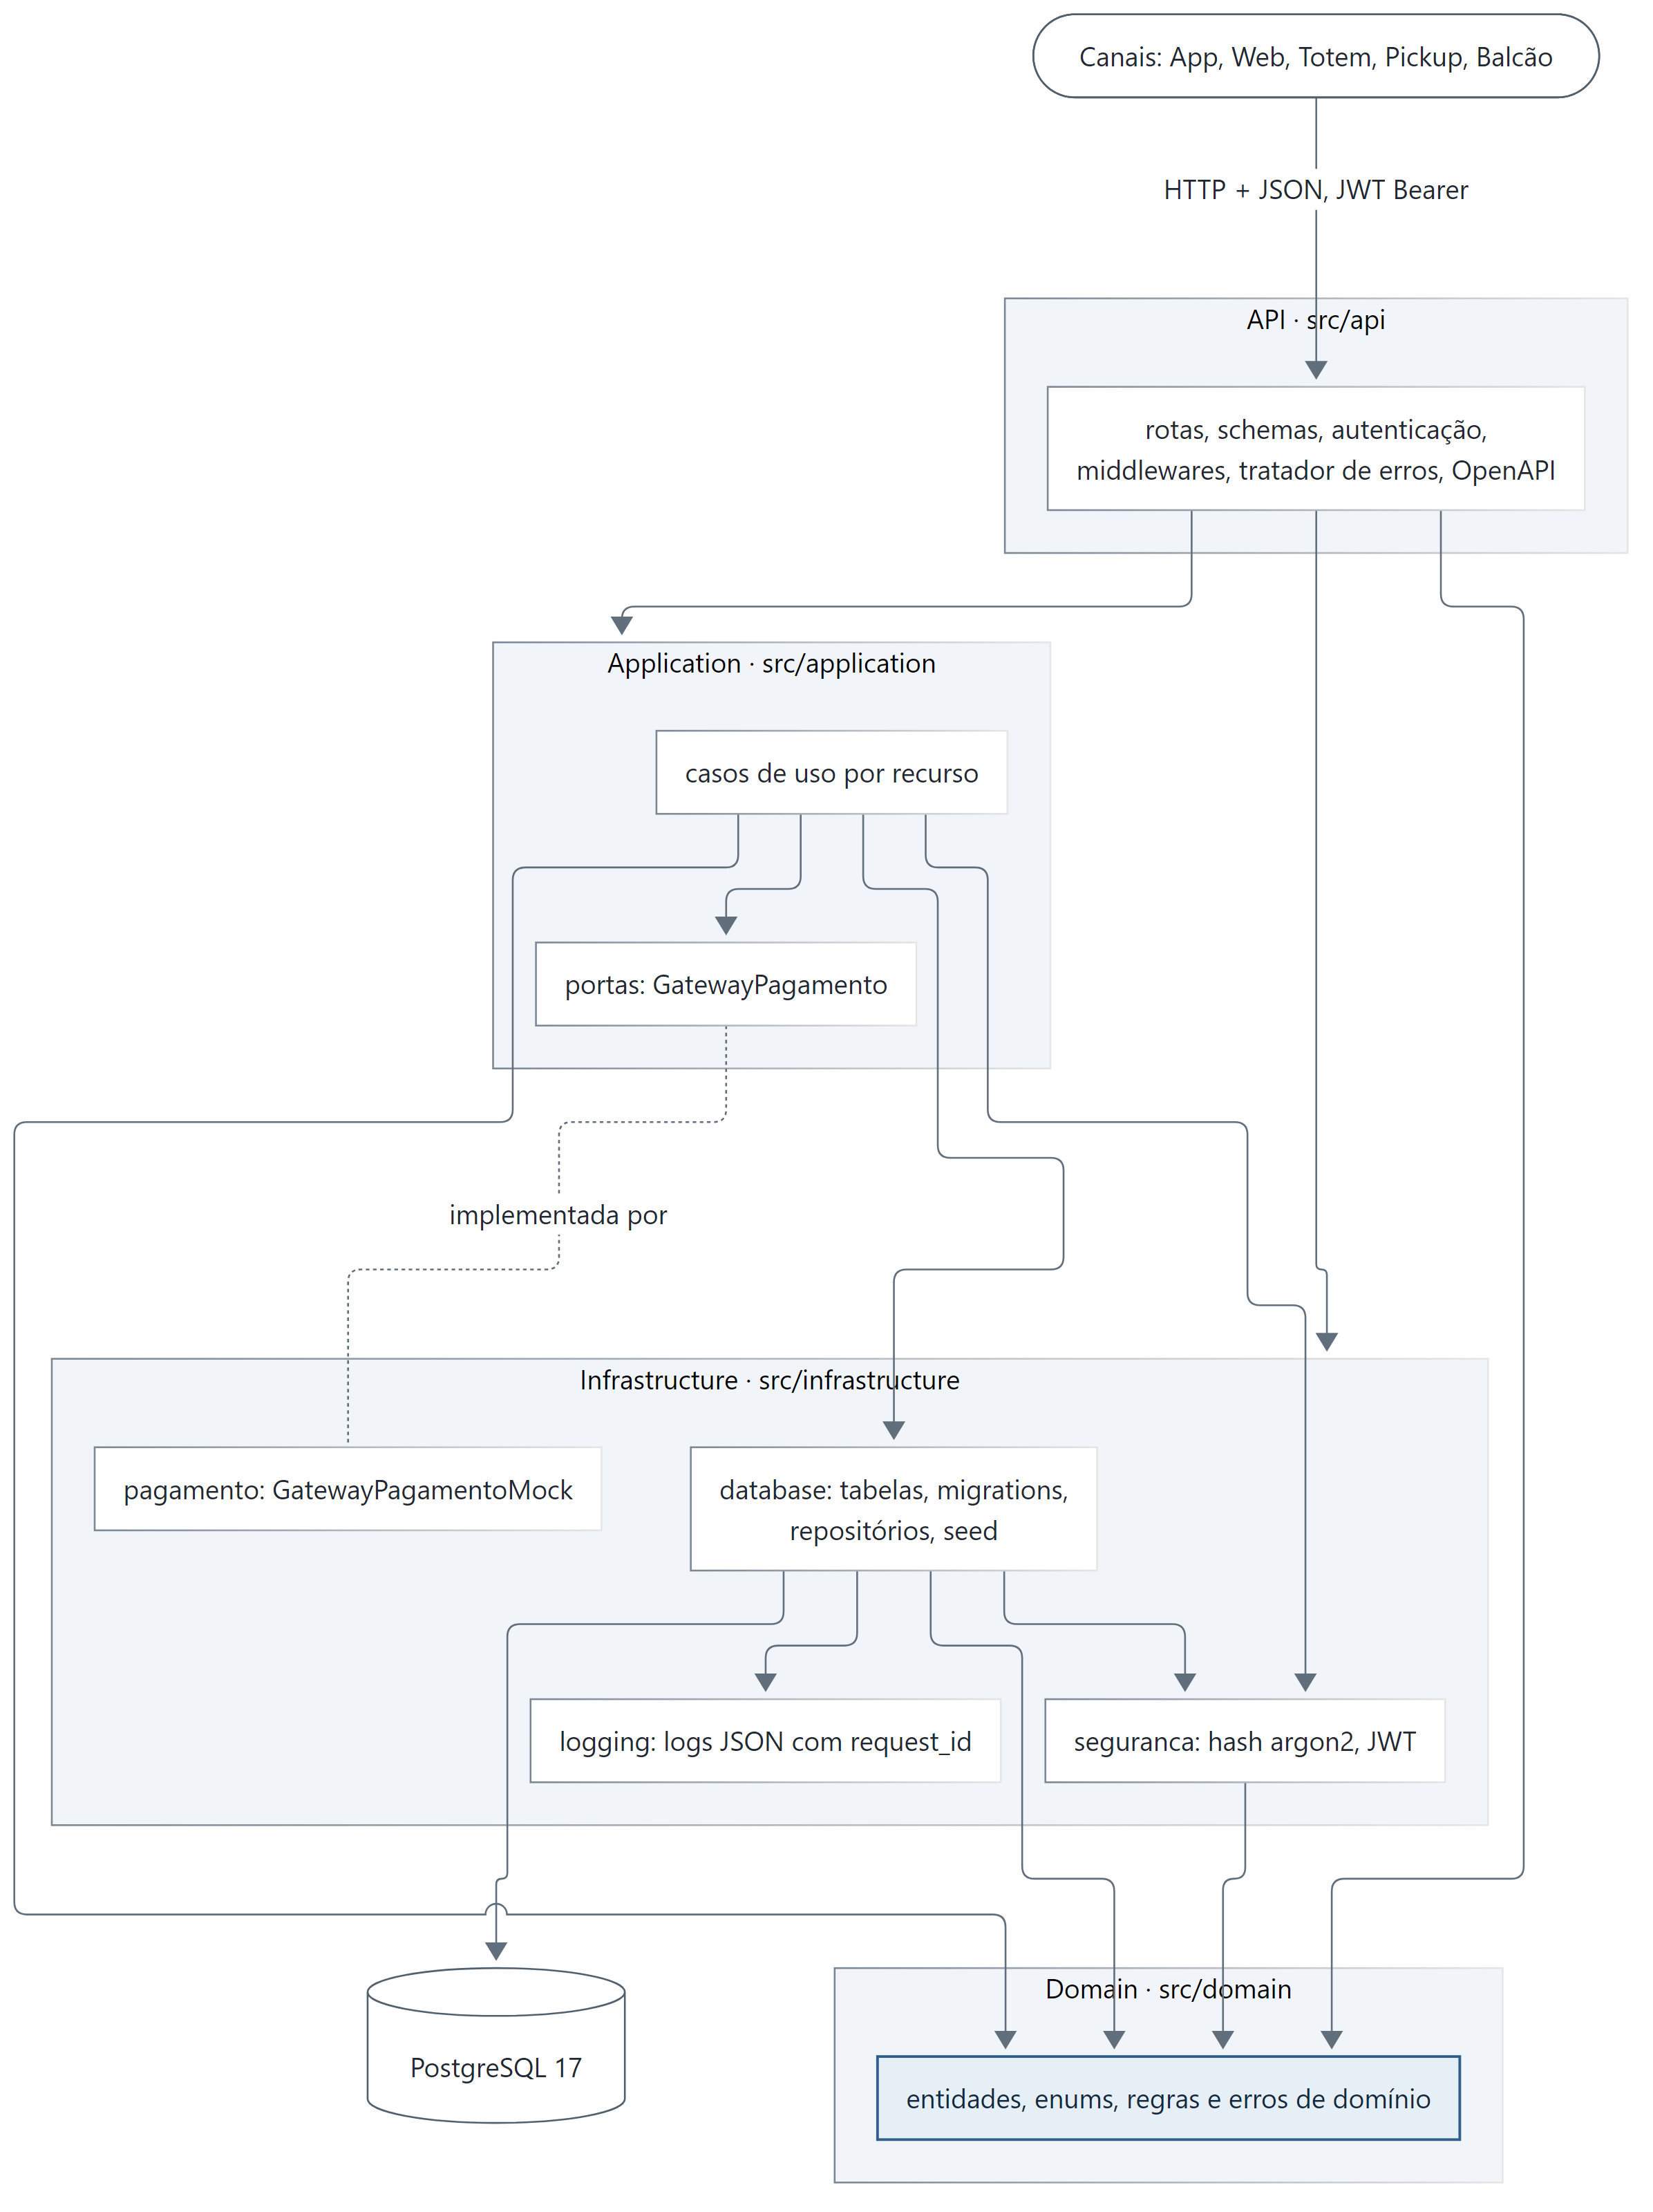 Canais: App, Web, Totem, Pickup, Balcão
HTTP + JSON, JWT Bearer
API · src/api
rotas, schemas, autenticação,
middlewares, tratador de erros, OpenAPI
Application · src/application
casos de uso por recurso
portas: GatewayPagamento
implementada por
Infrastructure · src/infrastructure
pagamento: GatewayPagamentoMock
database: tabelas, migrations,
repositórios, seed
logging: logs JSON com request_id
seguranca: hash argon2, JWT
Domain · src/domain
PostgreSQL 17
entidades, enums, regras e erros de domínio